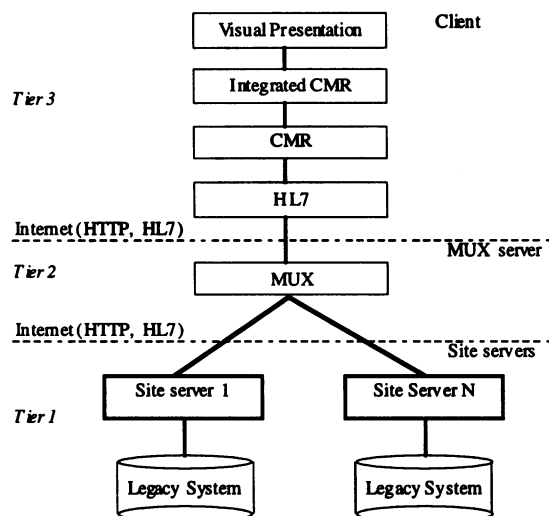 Client
Visual Presentation
Integrated CMR
Tier 3
CMR
HL7
Internet (HTTP, HL7)
MUX server
Tier 2
MUX
Internet (HTTP, HL7)
Site servers
Site server 1
Site Server N
Tier 1
Legacy System
Legacy System